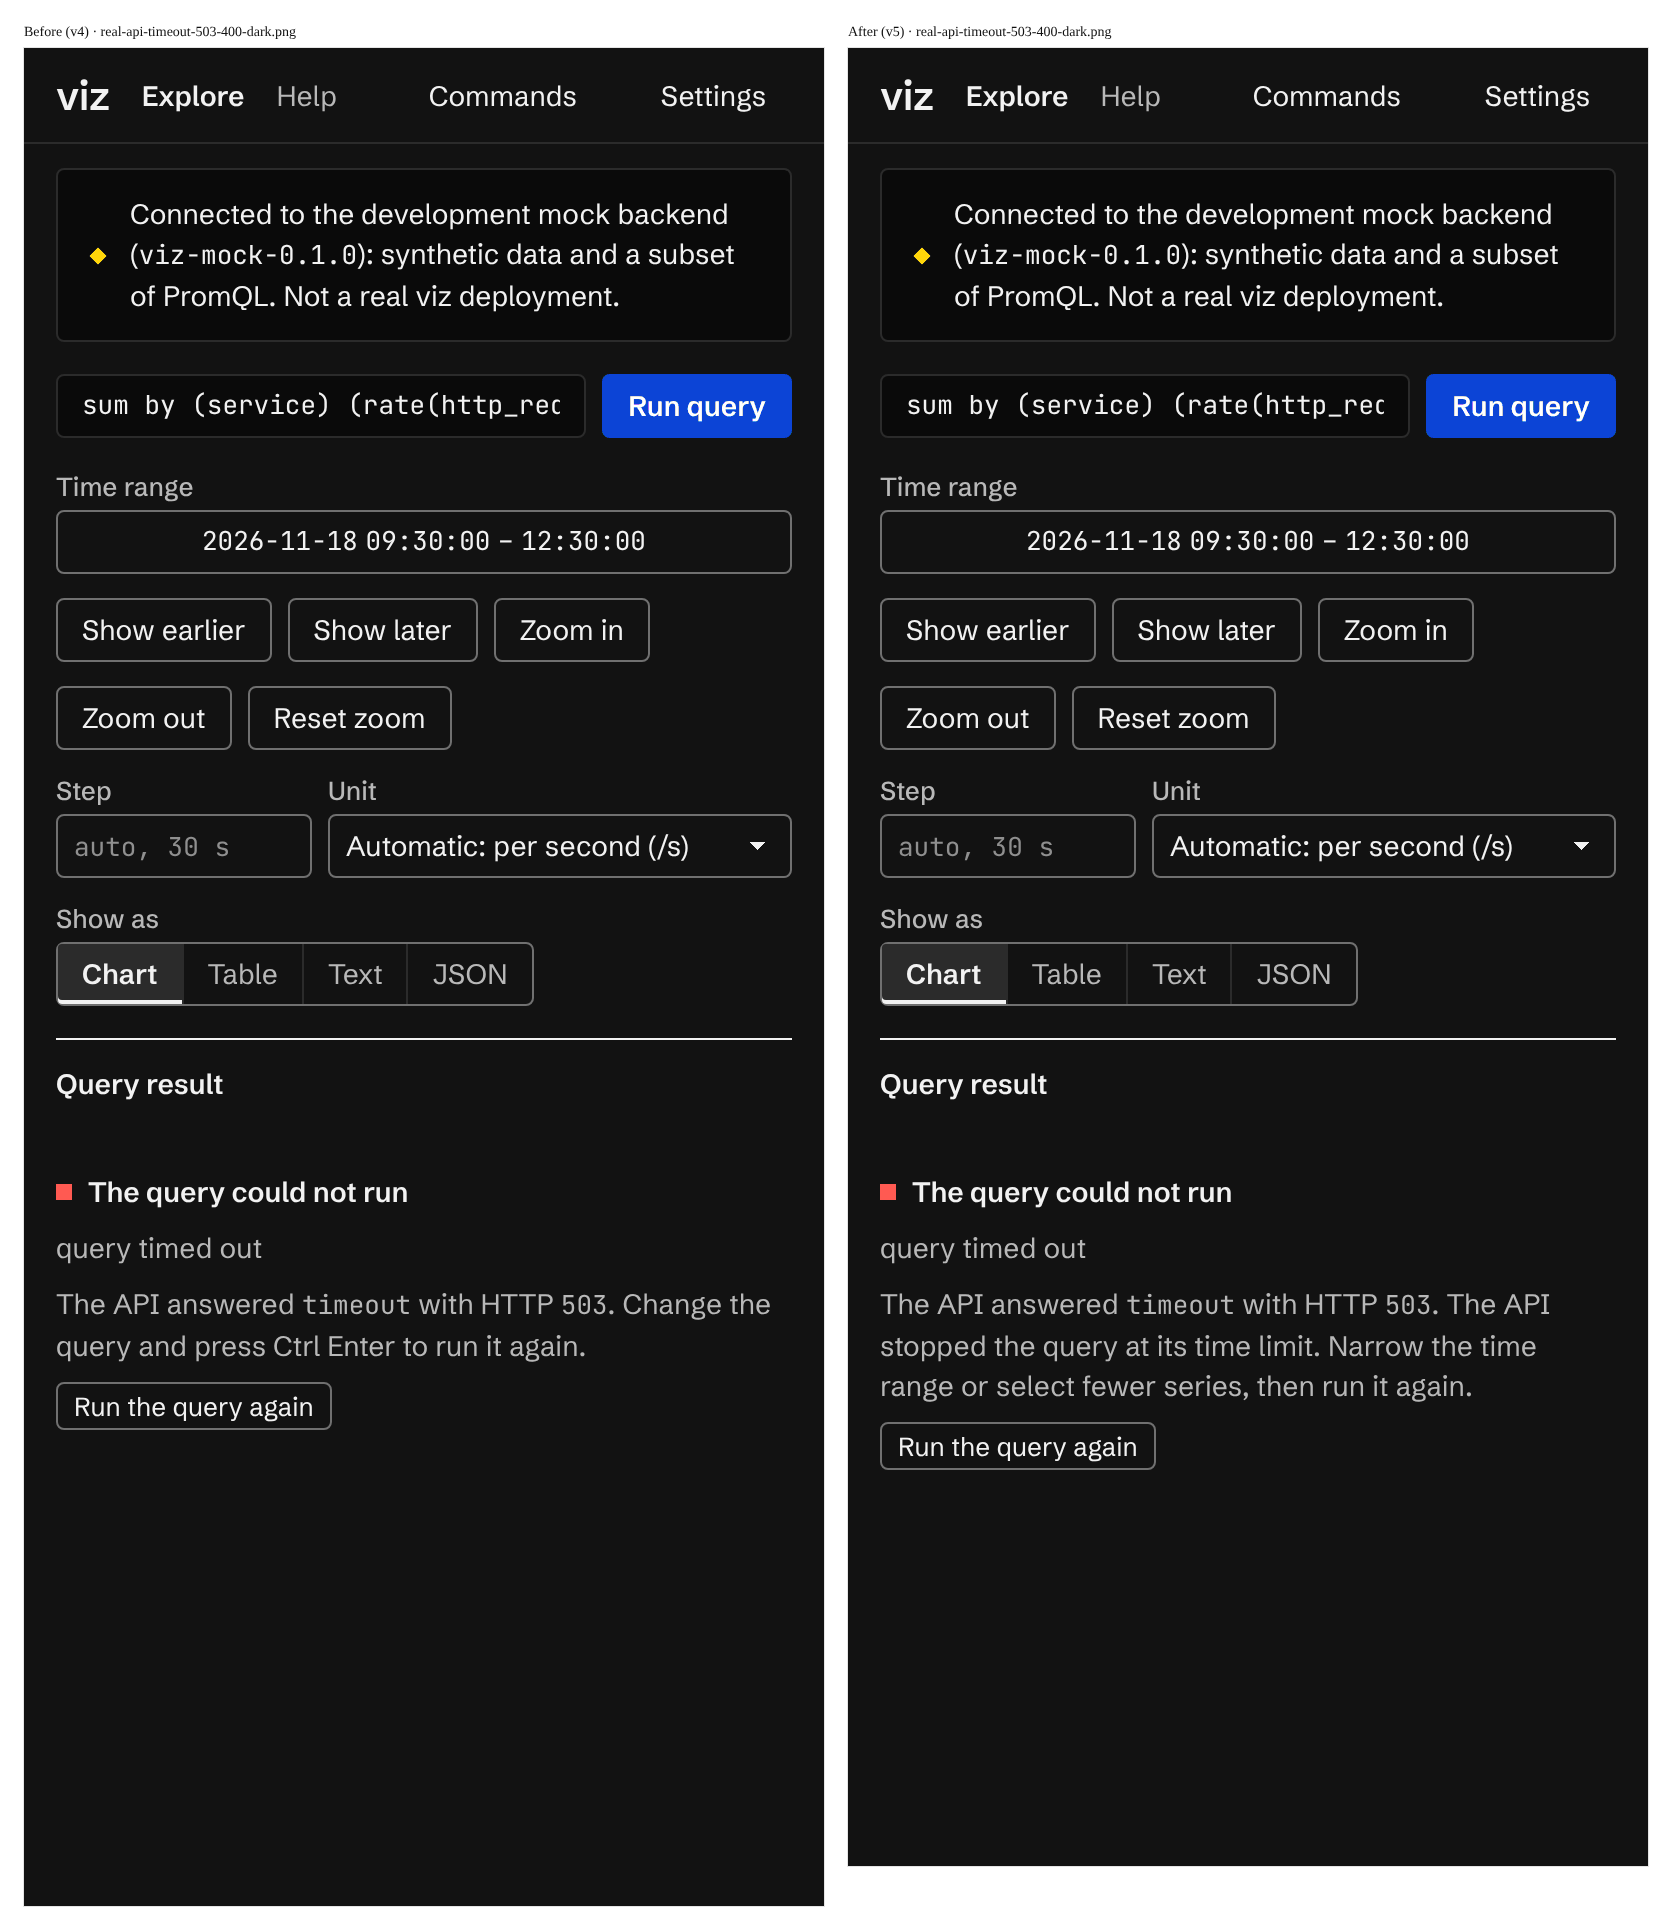 Before (v4) · real-api-timeout-503-400-dark.png
viz Explore Help Commands Settings
Connected to the development mock backend
(viz-mock-0.1.0): synthetic data and a subset
of PromQL. Not a real viz deployment.
sum by (service) (rate(http_rec Run query
Time range
2026-11-18 09:30:00 – 12:30:00
Show earlier Show later Zoom in
Zoom out Reset zoom
Step Unit
auto, 30 s Automatic: per second (/s)
Show as
Chart Table Text JSON
Query result
The query could not run
query timed out
The API answered timeout with HTTP 503. Change the
query and press Ctrl Enter to run it again.
Run the query again
After (v5) · real-api-timeout-503-400-dark.png
viz Explore Help Commands Settings
Connected to the development mock backend
(viz-mock-0.1.0): synthetic data and a subset
of PromQL. Not a real viz deployment.
sum by (service) (rate(http_rec Run query
Time range
2026-11-18 09:30:00 – 12:30:00
Show earlier Show later Zoom in
Zoom out Reset zoom
Step Unit
auto, 30 s Automatic: per second (/s)
Show as
Chart Table Text JSON
Query result
The query could not run
query timed out
The API answered timeout with HTTP 503. The API
stopped the query at its time limit. Narrow the time
range or select fewer series, then run it again.
Run the query again